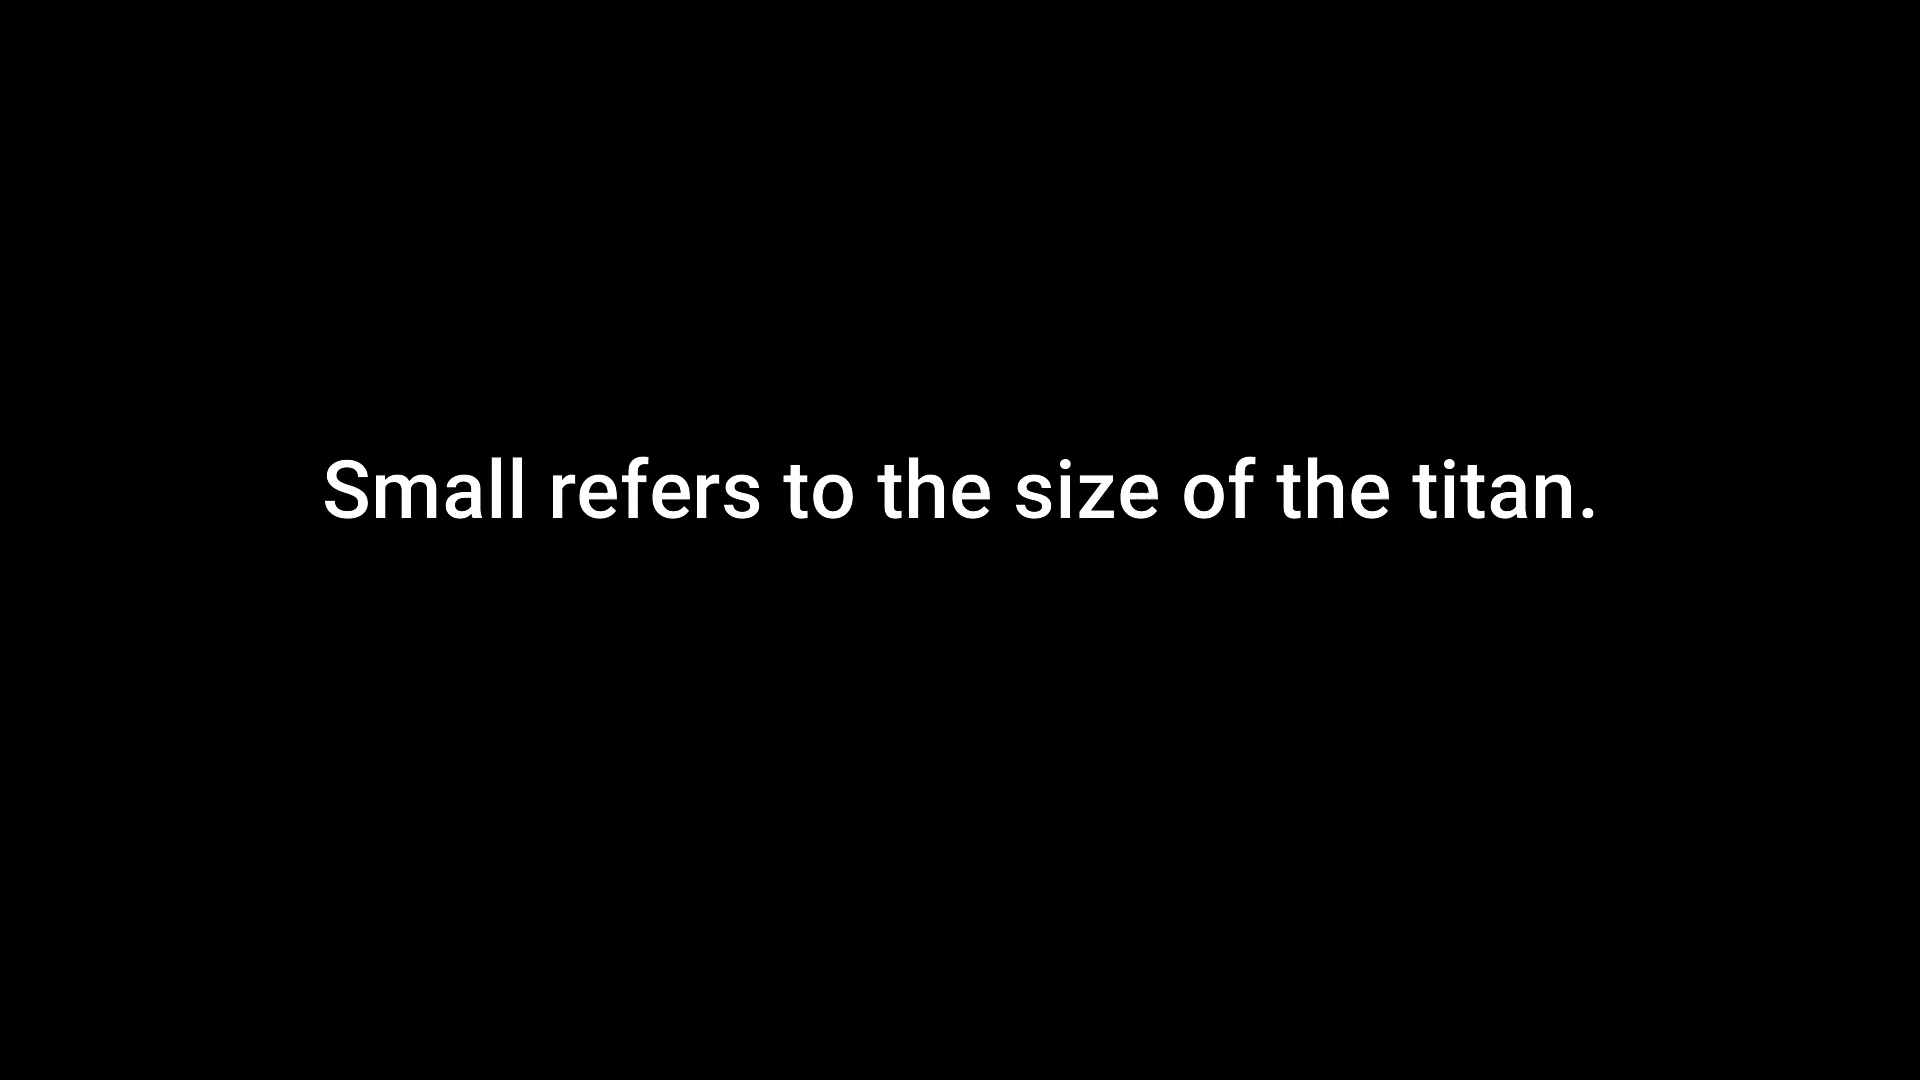 Small refers to the size of the titan.